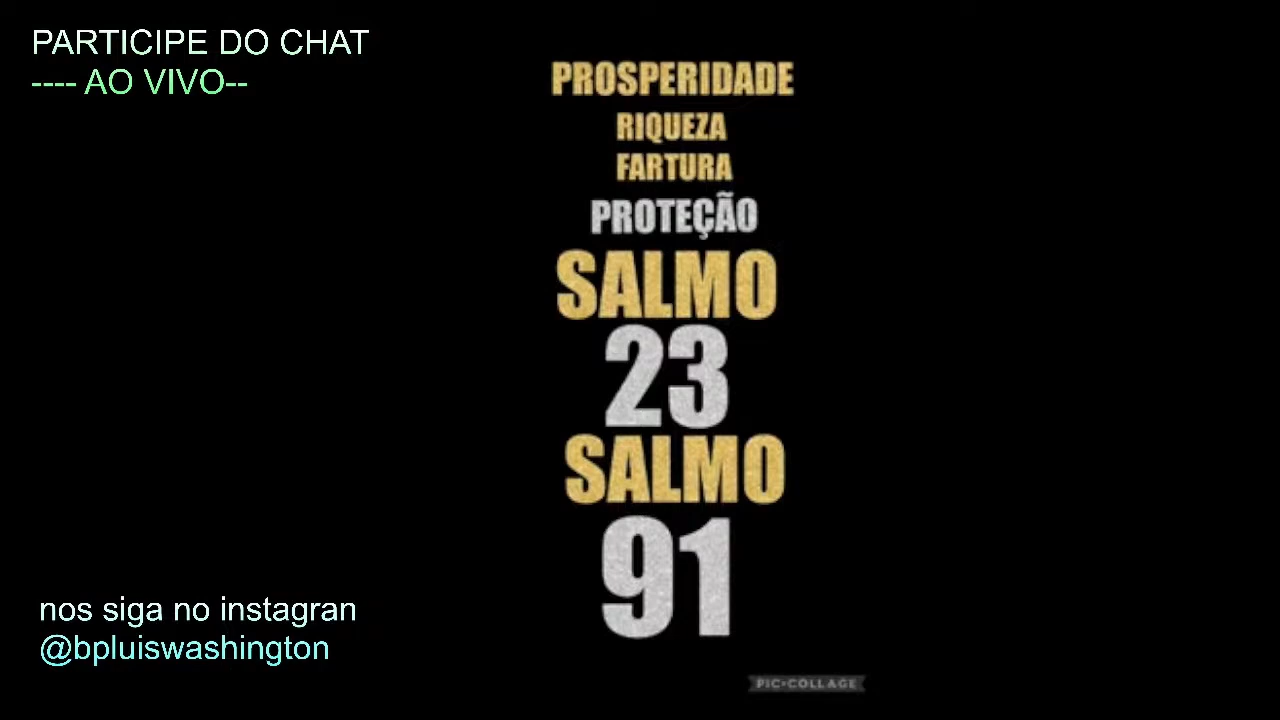 PARTICIPE DO CHAT
---- AO VIVO--
PROSPERIDADE
RIQUEZA
FARTURA
PROTEÇÃO
SALMO
23
SALMO
91
nos siga no instagran
@bpluiswashington
PIC•COLLAGE